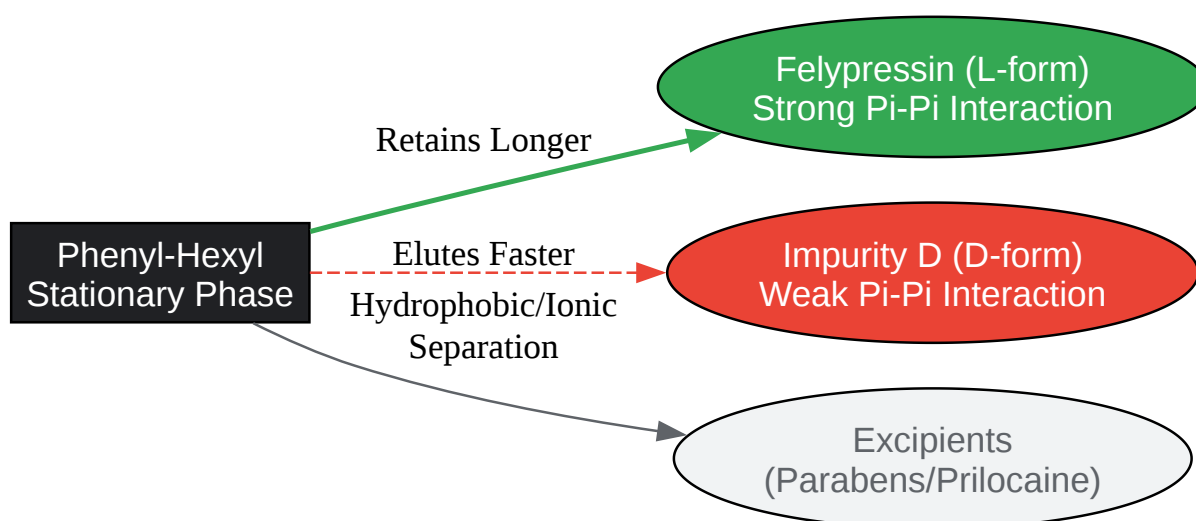 Felypressin (L-form)
Strong Pi-Pi Interaction
Retains Longer
Phenyl-Hexyl
Stationary Phase
Elutes Faster
Impurity D (D-form)
Weak Pi-Pi Interaction
Hydrophobic/Ionic
Separation
Excipients
(Parabens/Prilocaine)